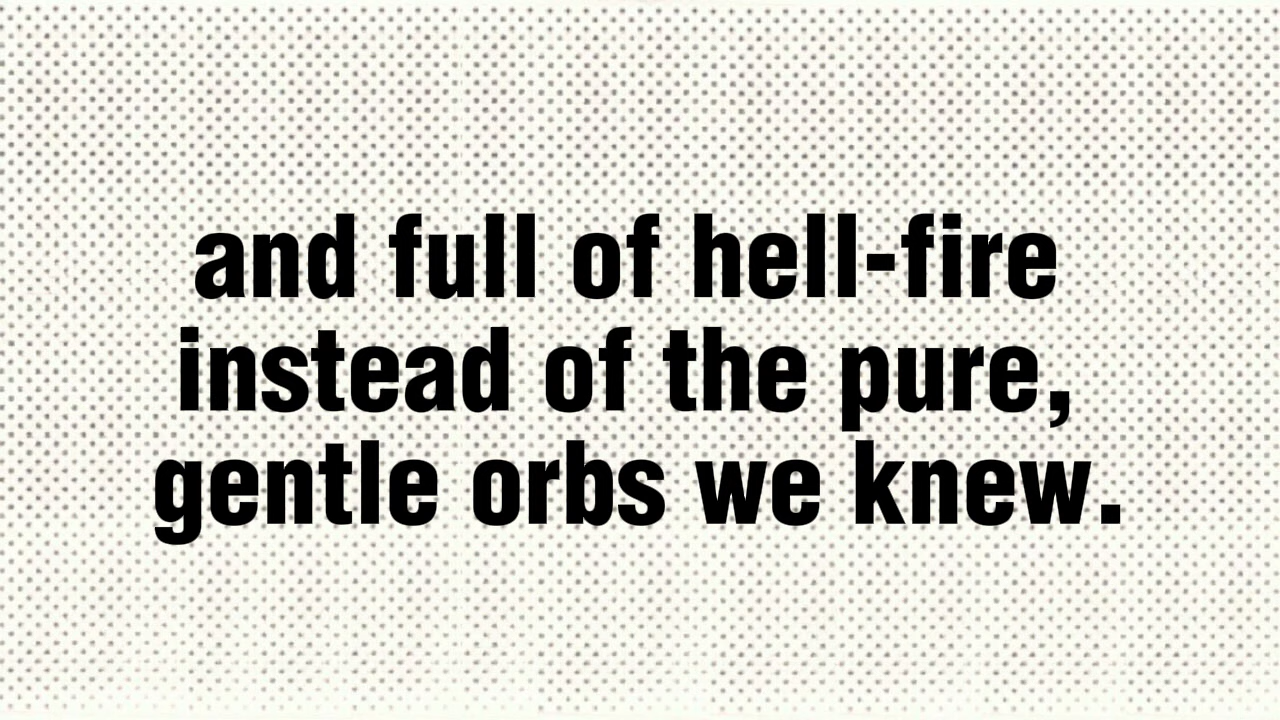 and full of hell-fire
instead of the pure,
gentle orbs we knew.